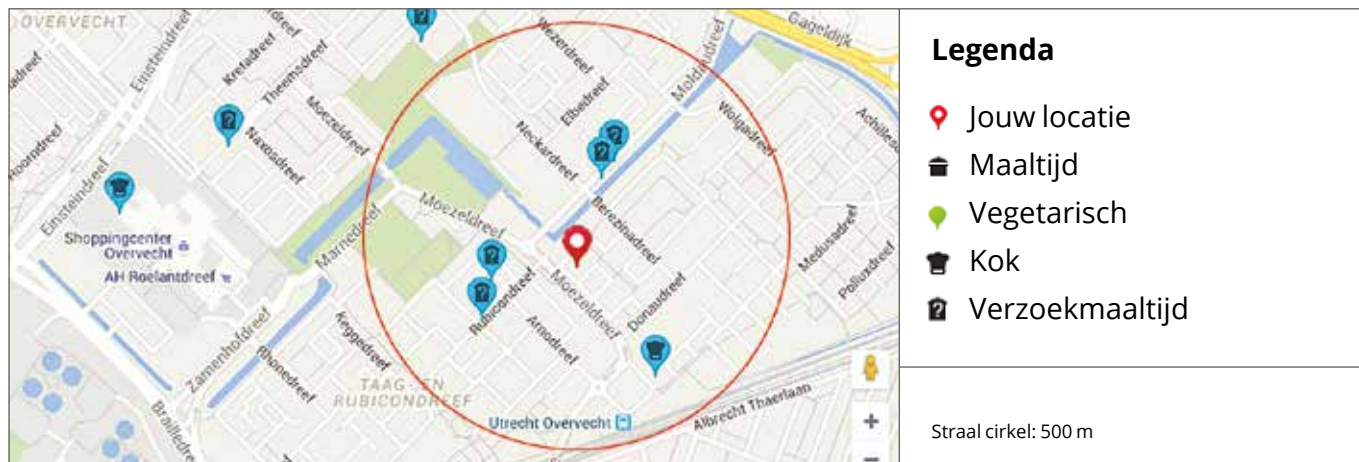 OVERVECHT
Einsteindreef
Krefadreef
Theemsdreef
Moezeldreef
Naxosdreef
Einsteindreef
Shoppingcenter
Overvecht
AH Roelantdreef
Marnedreef
Zamenhofdreef
Rhonedreef
Keggedreef
Brailledreef
TAAG- EN
RUBICONDREEF
Moezeldreef
Rubicondreef
Arnodreef
Moezeldreef
Donaudreef
Berezinadreef
Neckardreef
Elbedreef
Wezerdreef
Moldaudreef
Gageldijk
Wolgadreef
Medusadreef
Polluxdreef
Utrecht Overvecht
Albrecht Thaerlaan
+
Legenda
Jouw locatie
Maaltijd
Vegetarisch
Kok
Verzoekmaaltijd
Straal cirkel: 500 m